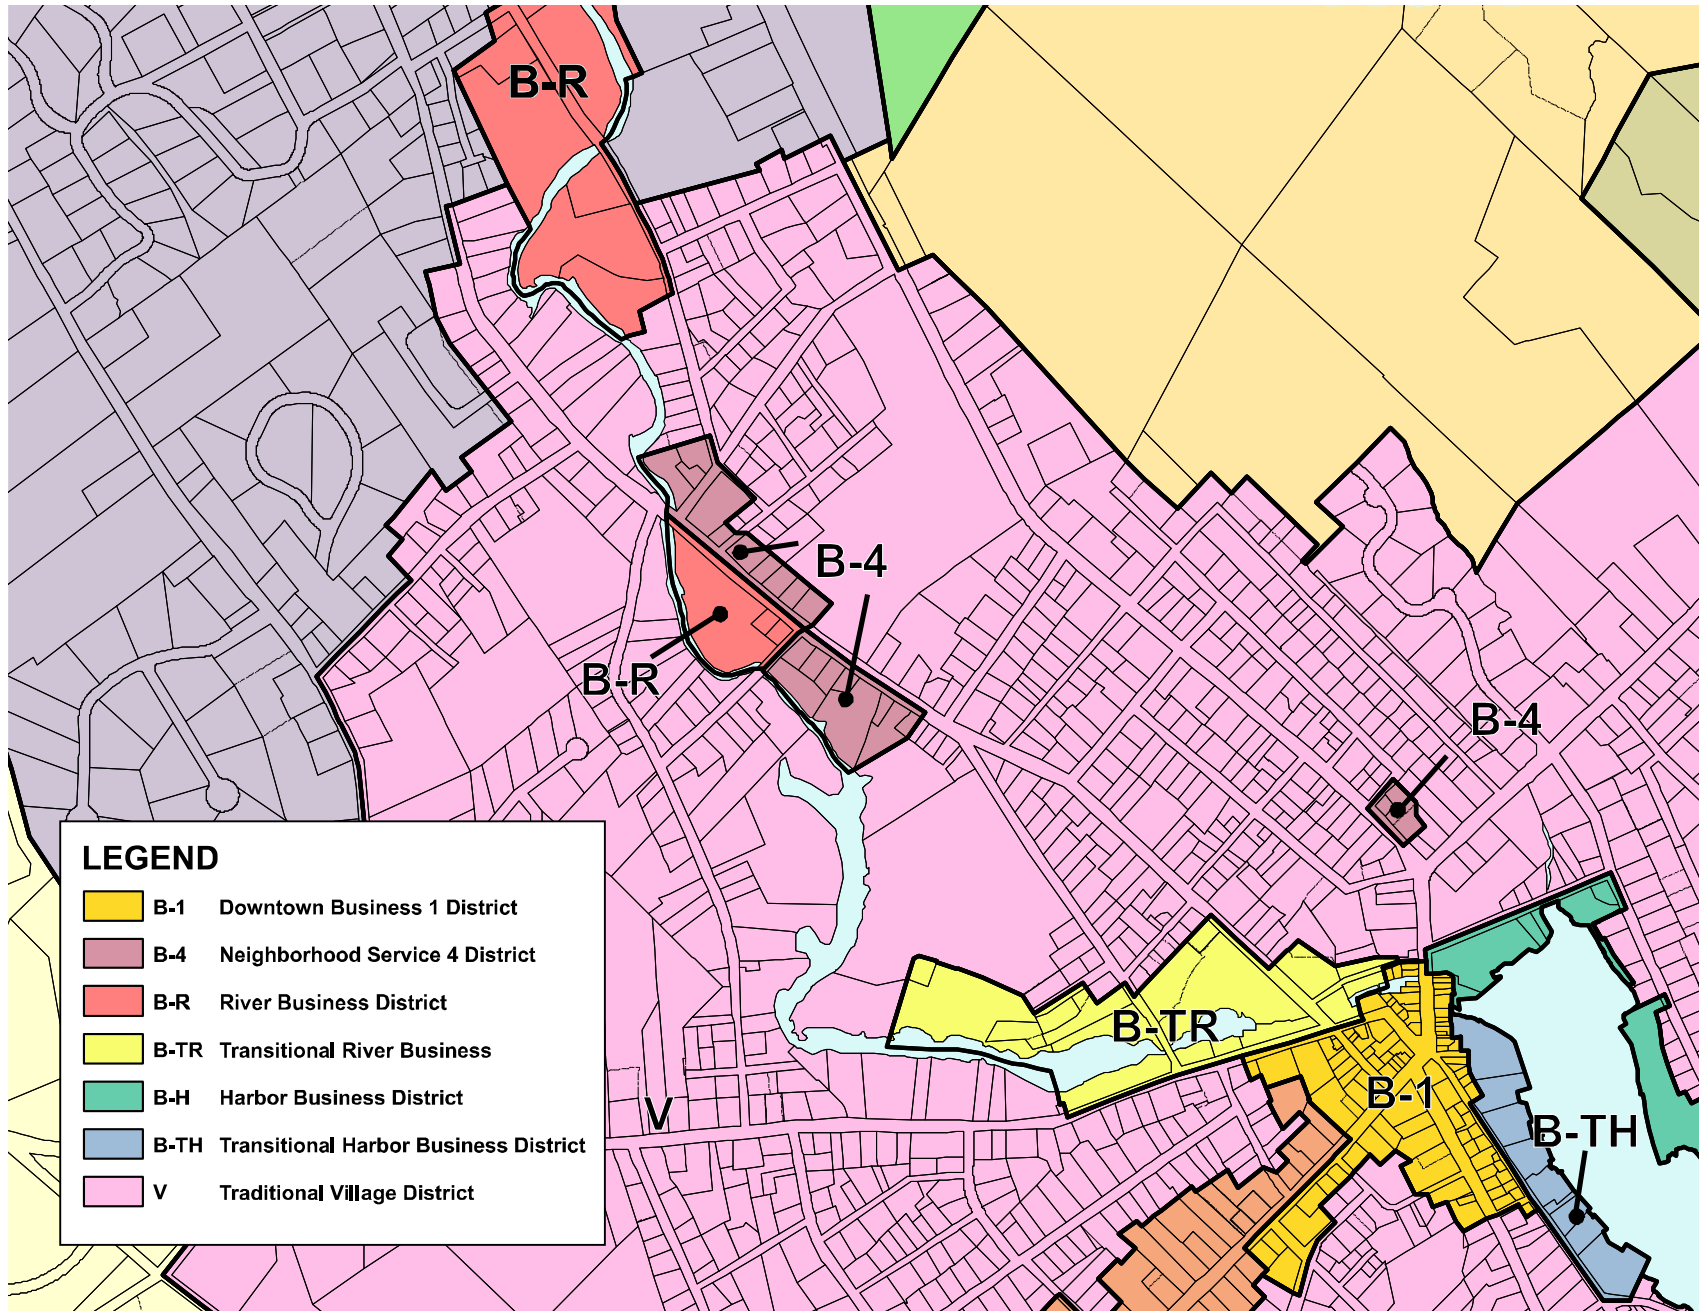 B-R
B-4
B-R
B-4
LEGEND
B-1 Downtown Business 1 District
B-4 Neighborhood Service 4 District
B-R River Business District
B-TR Transitional River Business
B-H Harbor Business District
B-TH Transitional Harbor Business District
V Traditional Village District
B-TR
B-1
V
B-TH